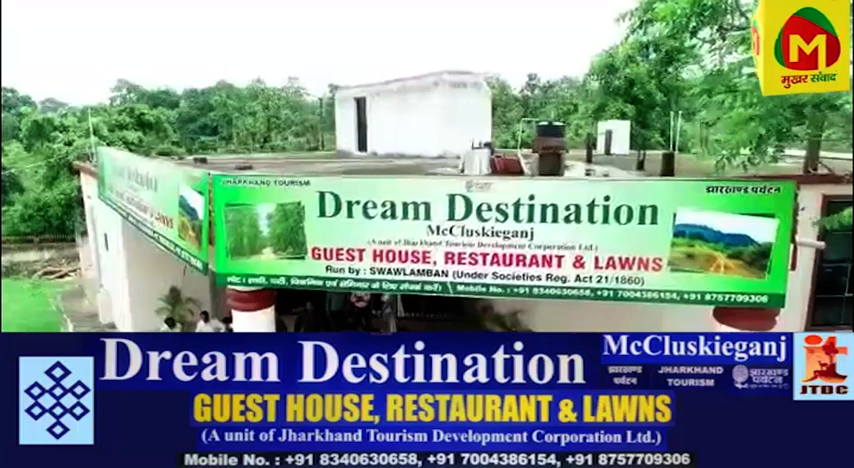 M
मुखर संवाद
JHARKHAND TOURISM
झारखण्ड पर्यटन
Dream Destination
McCluskieganj
(A unit of Jharkhand Tourism Development Corporation Ltd.)
GUEST HOUSE, RESTAURANT & LAWNS
Run by : SWAWLAMBAN (Under Societies Reg. Act 21/1860)
Mobile No. : +91 8340630658, +91 7004386154, +91 8757709306
Dream Destination
McCluskieganj
झारखण्ड
पर्यटन
JHARKHAND
TOURISM
झारखण्ड
पर्यटन
JTDC
GUEST HOUSE, RESTAURANT & LAWNS
(A unit of Jharkhand Tourism Development Corporation Ltd.)
Mobile No. : +91 8340630658, +91 7004386154, +91 8757709306